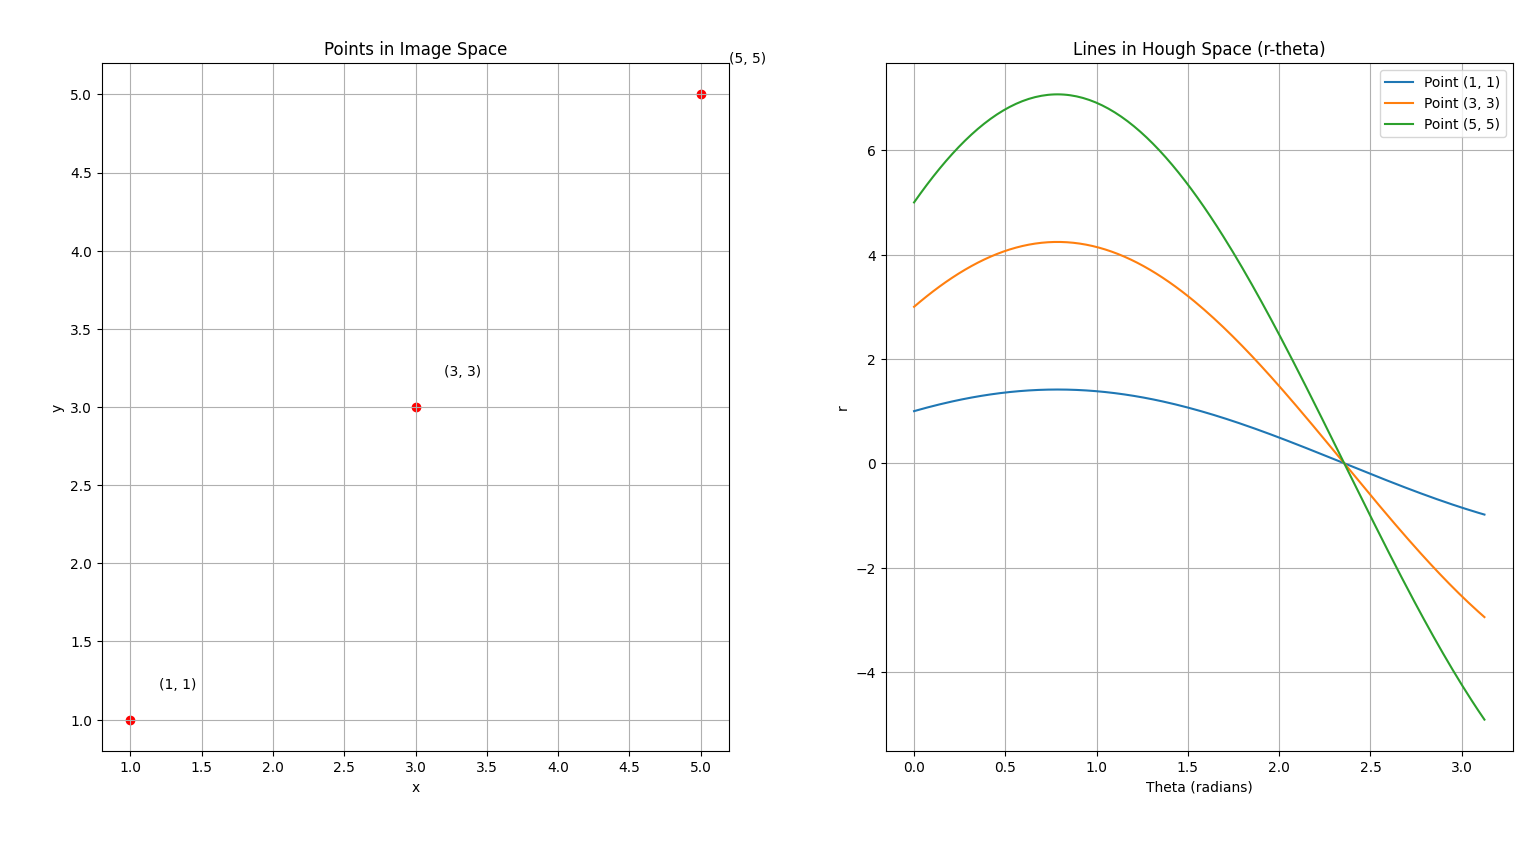 Points in Image Space
(5, 5)
5.0
4.5
4.0
3.5
(3, 3)
3.0
y
2.5
2.0
1.5
(1, 1)
1.0
1.0 1.5 2.0 2.5 3.0 3.5 4.0 4.5 5.0
x
Lines in Hough Space (r-theta)
Point (1, 1)
Point (3, 3)
Point (5, 5)
6
4
2
r
0
−2
−4
0.0 0.5 1.0 1.5 2.0 2.5 3.0
Theta (radians)